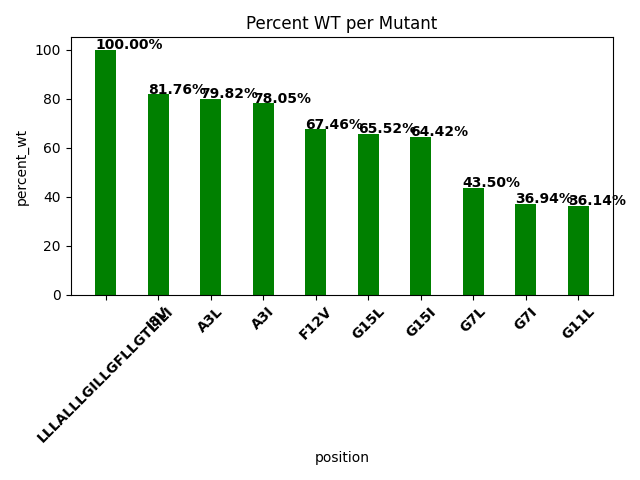 Percent WT per Mutant
percent_wt
100
80
60
40
20
0
100.00%
81.76%
79.82%
78.05%
67.46%
65.52%
64.42%
43.50%
36.94%
36.14%
I8V
A3L
A3I
F12V
G15L
G15I
G7L
G7I
G11L
position